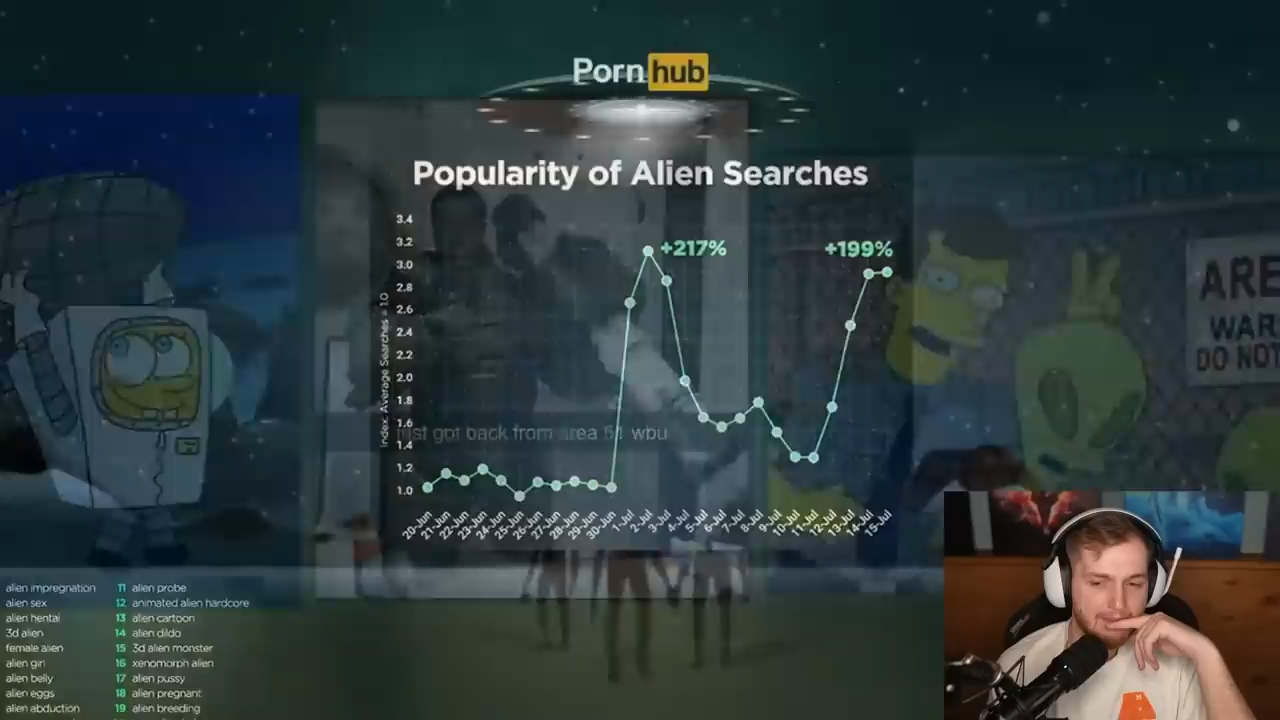 Porn hub
Popularity of Alien Searches
3.4
3.2
3.0
2.8
2.6
2.4
2.2
2.0
1.8
1.6
1.4
1.2
1.0
Index: Average Searches = 1.0
+217%
+199%
just got back from area 51 wbu
20-Jun
21-Jun
22-Jun
23-Jun
24-Jun
25-Jun
26-Jun
27-Jun
28-Jun
29-Jun
30-Jun
1-Jul
2-Jul
3-Jul
4-Jul
5-Jul
6-Jul
7-Jul
8-Jul
9-Jul
10-Jul
11-Jul
12-Jul
13-Jul
14-Jul
15-Jul
ARE
WAR
DO NOT
alien impregnation 11 alien probe
alien sex 12 animated alien hardcore
alien hentai 13 alien cartoon
3d alien 14 alien dildo
female alien 15 3d alien monster
alien girl 16 xenomorph alien
alien belly 17 alien pussy
alien eggs 18 alien pregnant
alien abduction 19 alien breeding